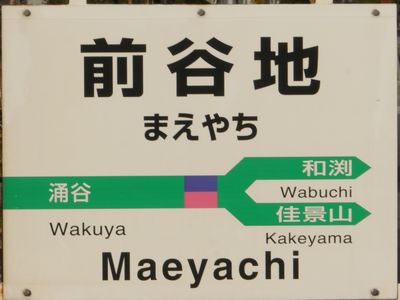 前谷地
まえやち
和渕
涌谷
Wabuchi
佳景山
Wakuya
Kakeyama
Maeyachi